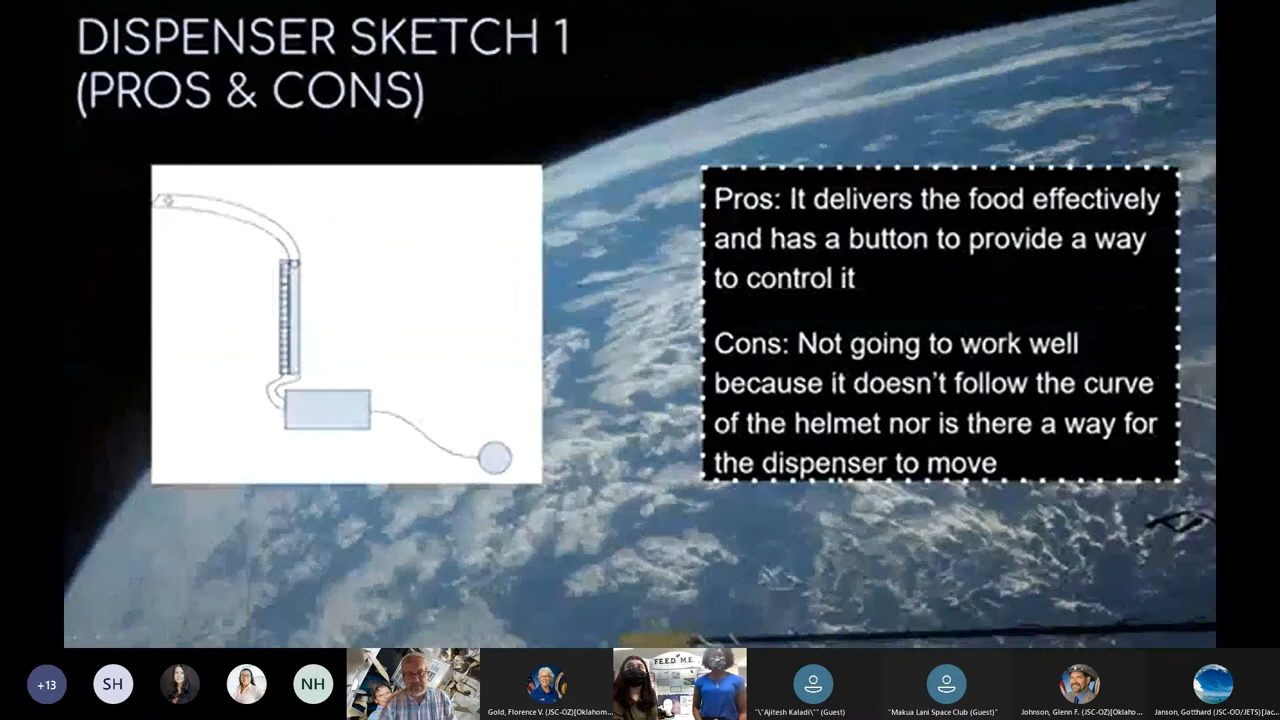 DISPENSER SKETCH 1
(PROS & CONS)
Pros: It delivers the food effectively
and has a button to provide a way
to control it
Cons: Not going to work well
because it doesn't follow the curve
of the helmet nor is there a way for
the dispenser to move
+13
SH
NH
F.E.E.D M.E
Gold, Florence V. (JSC-OZ)[Oklahom...
"\"Ajitesh Kaladi\"" (Guest)
"Makua Lani Space Club (Guest)"
Johnson, Glenn F. (JSC-OZ)[Oklaho...
Janson, Gotthard (JSC-OD/JETS)[Jac...